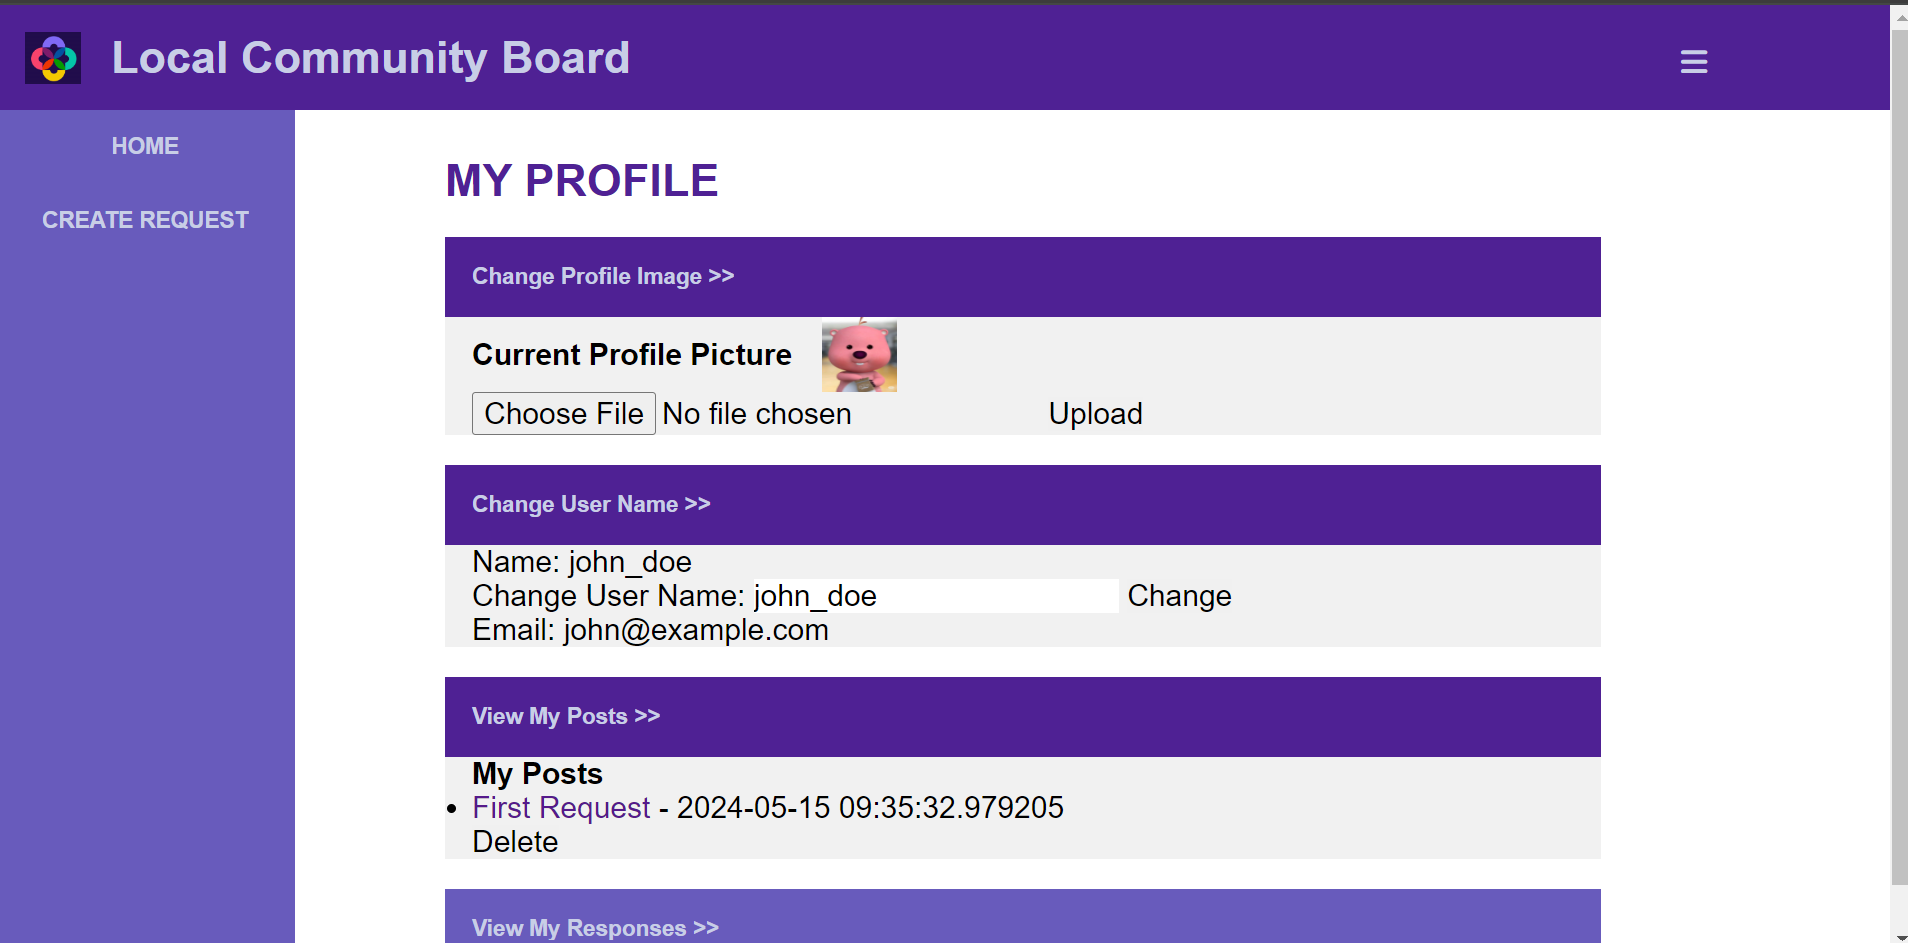 Local Community Board
HOME
CREATE REQUEST
MY PROFILE
Change Profile Image >>
Current Profile Picture
Choose File No file chosen Upload
Change User Name >>
Name: john_doe
Change User Name: john_doe Change
Email: john@example.com
View My Posts >>
My Posts
• First Request - 2024-05-15 09:35:32.979205
Delete
View My Responses >>